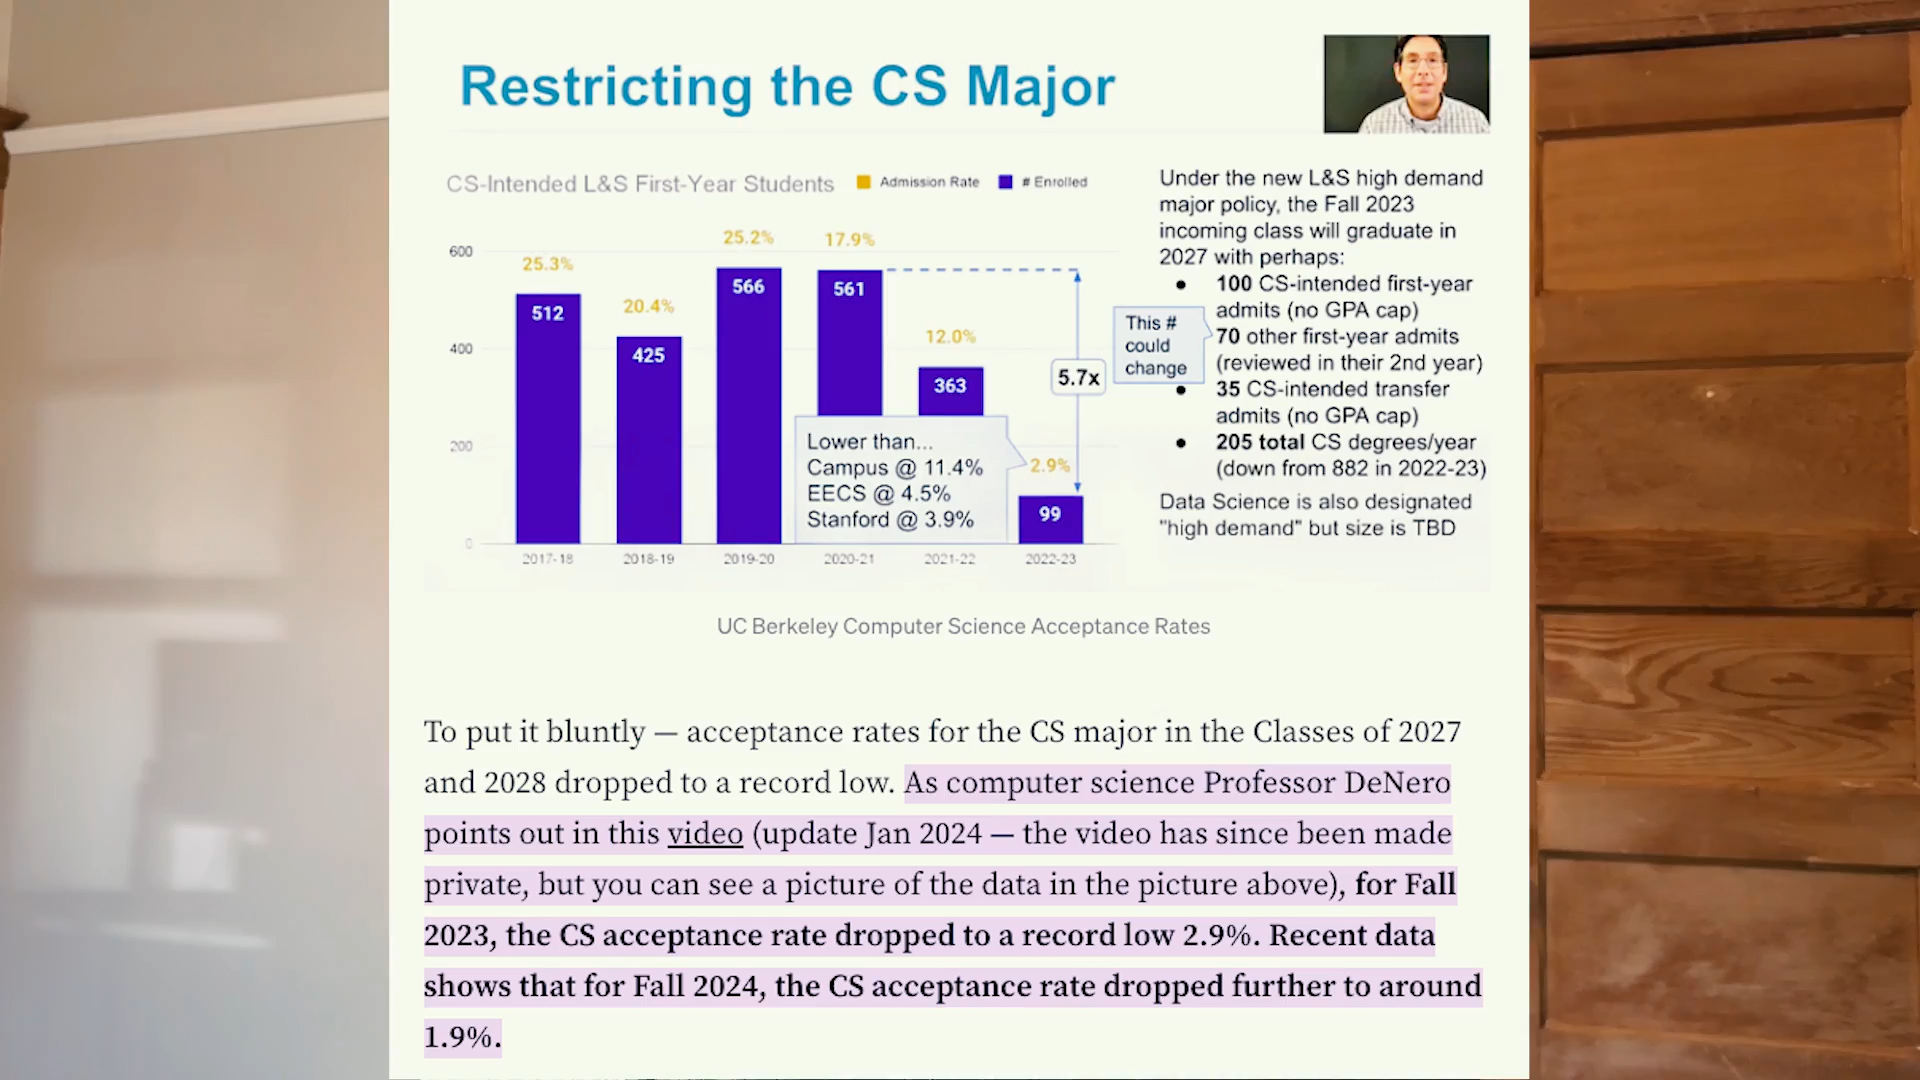 Restricting the CS Major
CS-Intended L&S First-Year Students
Admission Rate
# Enrolled
600
400
200
0
25.3%
512
20.4%
425
25.2%
566
17.9%
561
12.0%
363
2.9%
99
5.7x
Lower than...
Campus @ 11.4%
EECS @ 4.5%
Stanford @ 3.9%
2017-18
2018-19
2019-20
2020-21
2021-22
2022-23
This #
could
change
Under the new L&S high demand
major policy, the Fall 2023
incoming class will graduate in
2027 with perhaps:
● 100 CS-intended first-year
admits (no GPA cap)
70 other first-year admits
(reviewed in their 2nd year)
● 35 CS-intended transfer
admits (no GPA cap)
● 205 total CS degrees/year
(down from 882 in 2022-23)
Data Science is also designated
"high demand" but size is TBD
UC Berkeley Computer Science Acceptance Rates
To put it bluntly — acceptance rates for the CS major in the Classes of 2027
and 2028 dropped to a record low. As computer science Professor DeNero
points out in this video (update Jan 2024 — the video has since been made
private, but you can see a picture of the data in the picture above), for Fall
2023, the CS acceptance rate dropped to a record low 2.9%. Recent data
shows that for Fall 2024, the CS acceptance rate dropped further to around
1.9%.